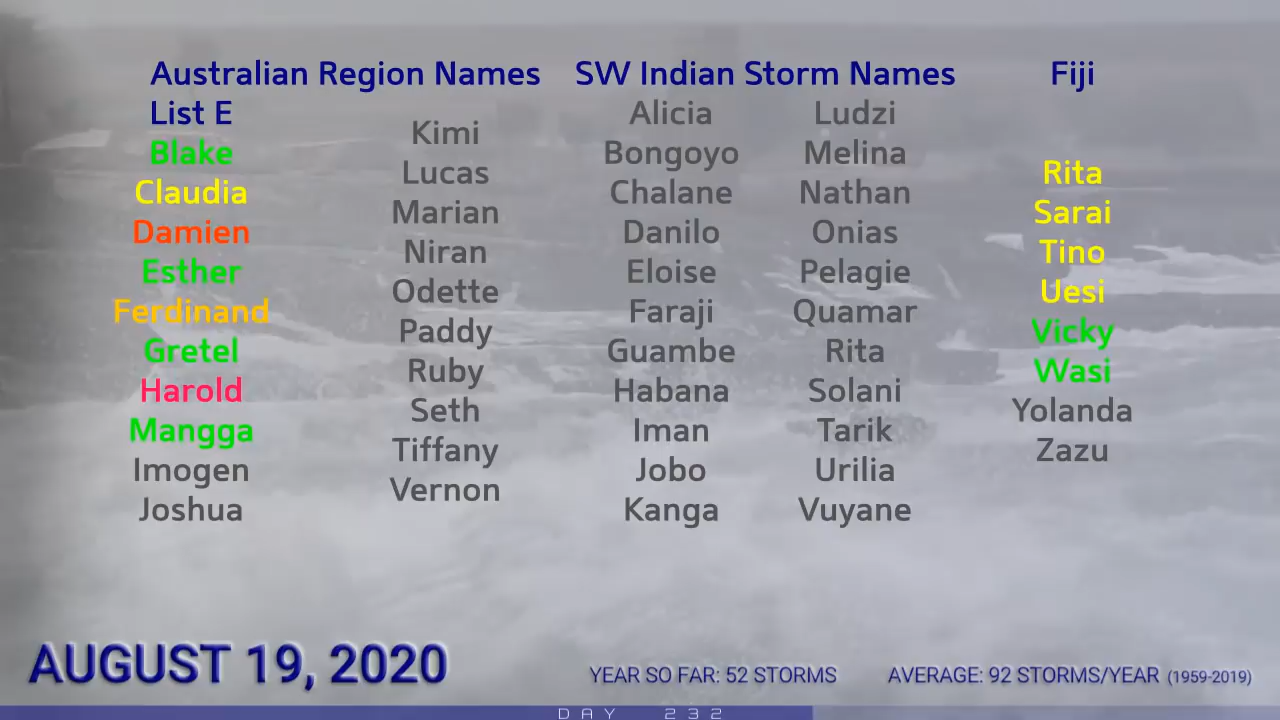 Australian Region Names
List E
Blake
Claudia
Damien
Esther
Ferdinand
Gretel
Harold
Mangga
Imogen
Joshua
Kimi
Lucas
Marian
Niran
Odette
Paddy
Ruby
Seth
Tiffany
Vernon
SW Indian Storm Names
Alicia
Bongoyo
Chalane
Danilo
Eloise
Faraji
Guambe
Habana
Iman
Jobo
Kanga
Ludzi
Melina
Nathan
Onias
Pelagie
Quamar
Rita
Solani
Tarik
Urilia
Vuyane
Fiji
Rita
Sarai
Tino
Uesi
Vicky
Wasi
Yolanda
Zazu
AUGUST 19, 2020
YEAR SO FAR: 52 STORMS
AVERAGE: 92 STORMS/YEAR (1959-2019)
DAY 232